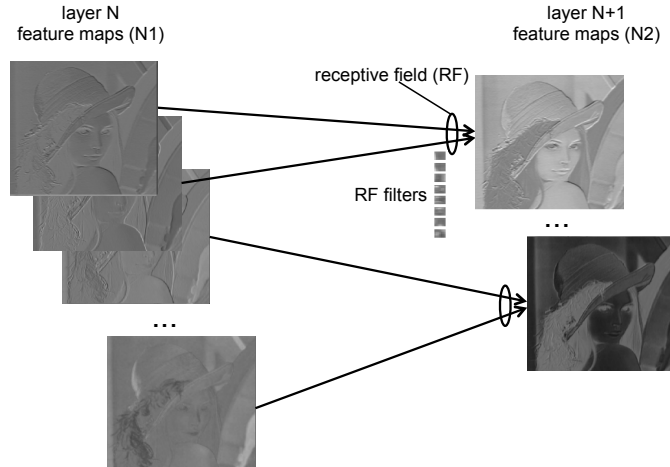 layer N
feature maps (N1)
layer N+1
feature maps (N2)
receptive field (RF)
RF filters
...
...